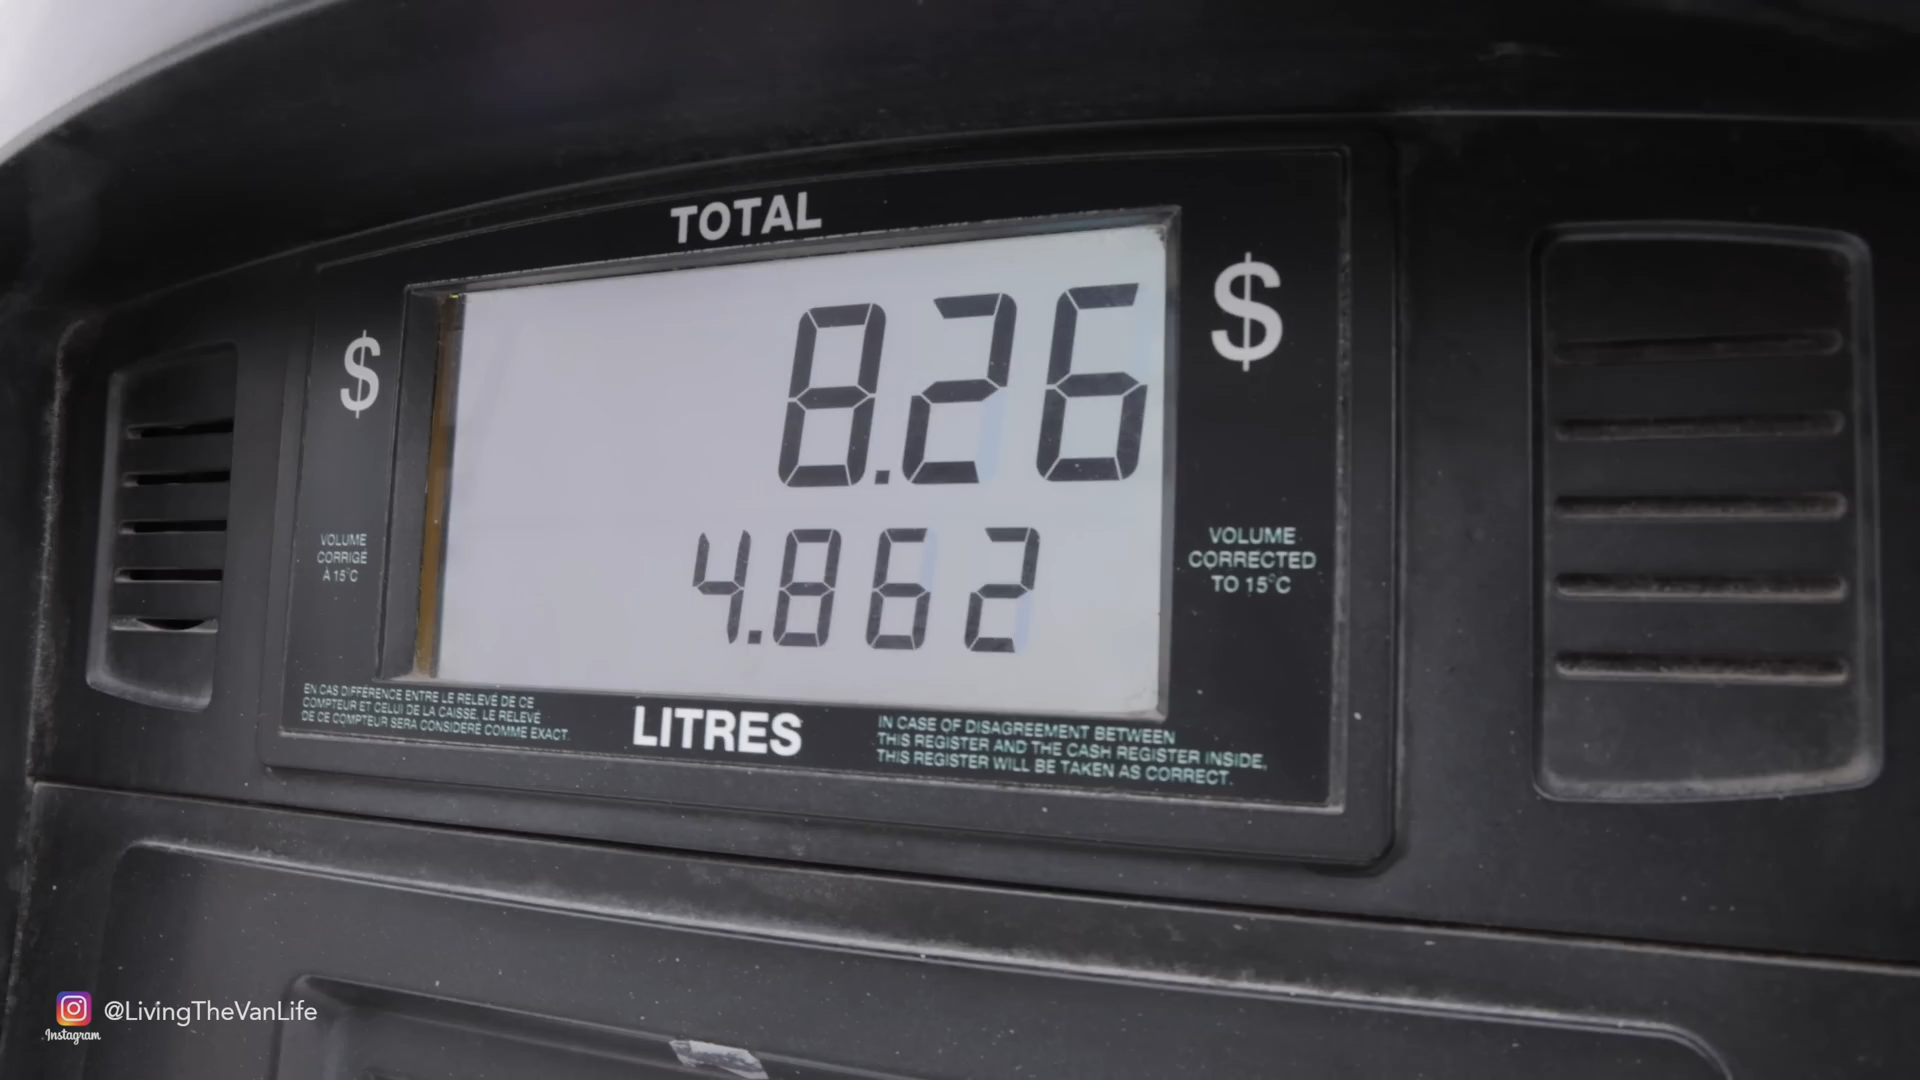 TOTAL
$
8.26
$
4.862
VOLUME
CORRIGÉ
À 15°C
VOLUME
CORRECTED
TO 15°C
EN CAS DIFFÉRENCE ENTRE LE RELEVÉ DE CE
COMPTEUR ET CELUI DE LA CAISSE, LE RELEVÉ
DE CE COMPTEUR SERA CONSIDERE COMME EXACT.
LITRES
IN CASE OF DISAGREEMENT BETWEEN
THIS REGISTER AND THE CASH REGISTER INSIDE,
THIS REGISTER WILL BE TAKEN AS CORRECT.
@LivingTheVanLife
Instagram